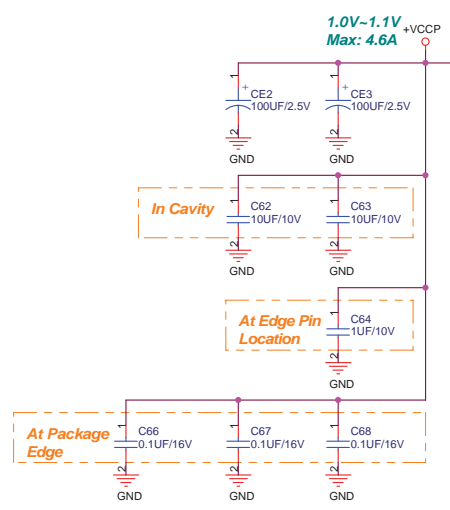 1.0V~1.1V
Max: 4.6A
+VCCP
1
1
+
+
CE2
CE3
100UF/2.5V
100UF/2.5V
2
2
GND
GND
1
1
In Cavity
C62
C63
10UF/10V
10UF/10V
2
2
GND
GND
1
At Edge Pin
Location
C64
1UF/10V
2
GND
1
1
1
At Package
Edge
C66
C67
C68
0.1UF/16V
0.1UF/16V
0.1UF/16V
2
2
2
GND
GND
GND